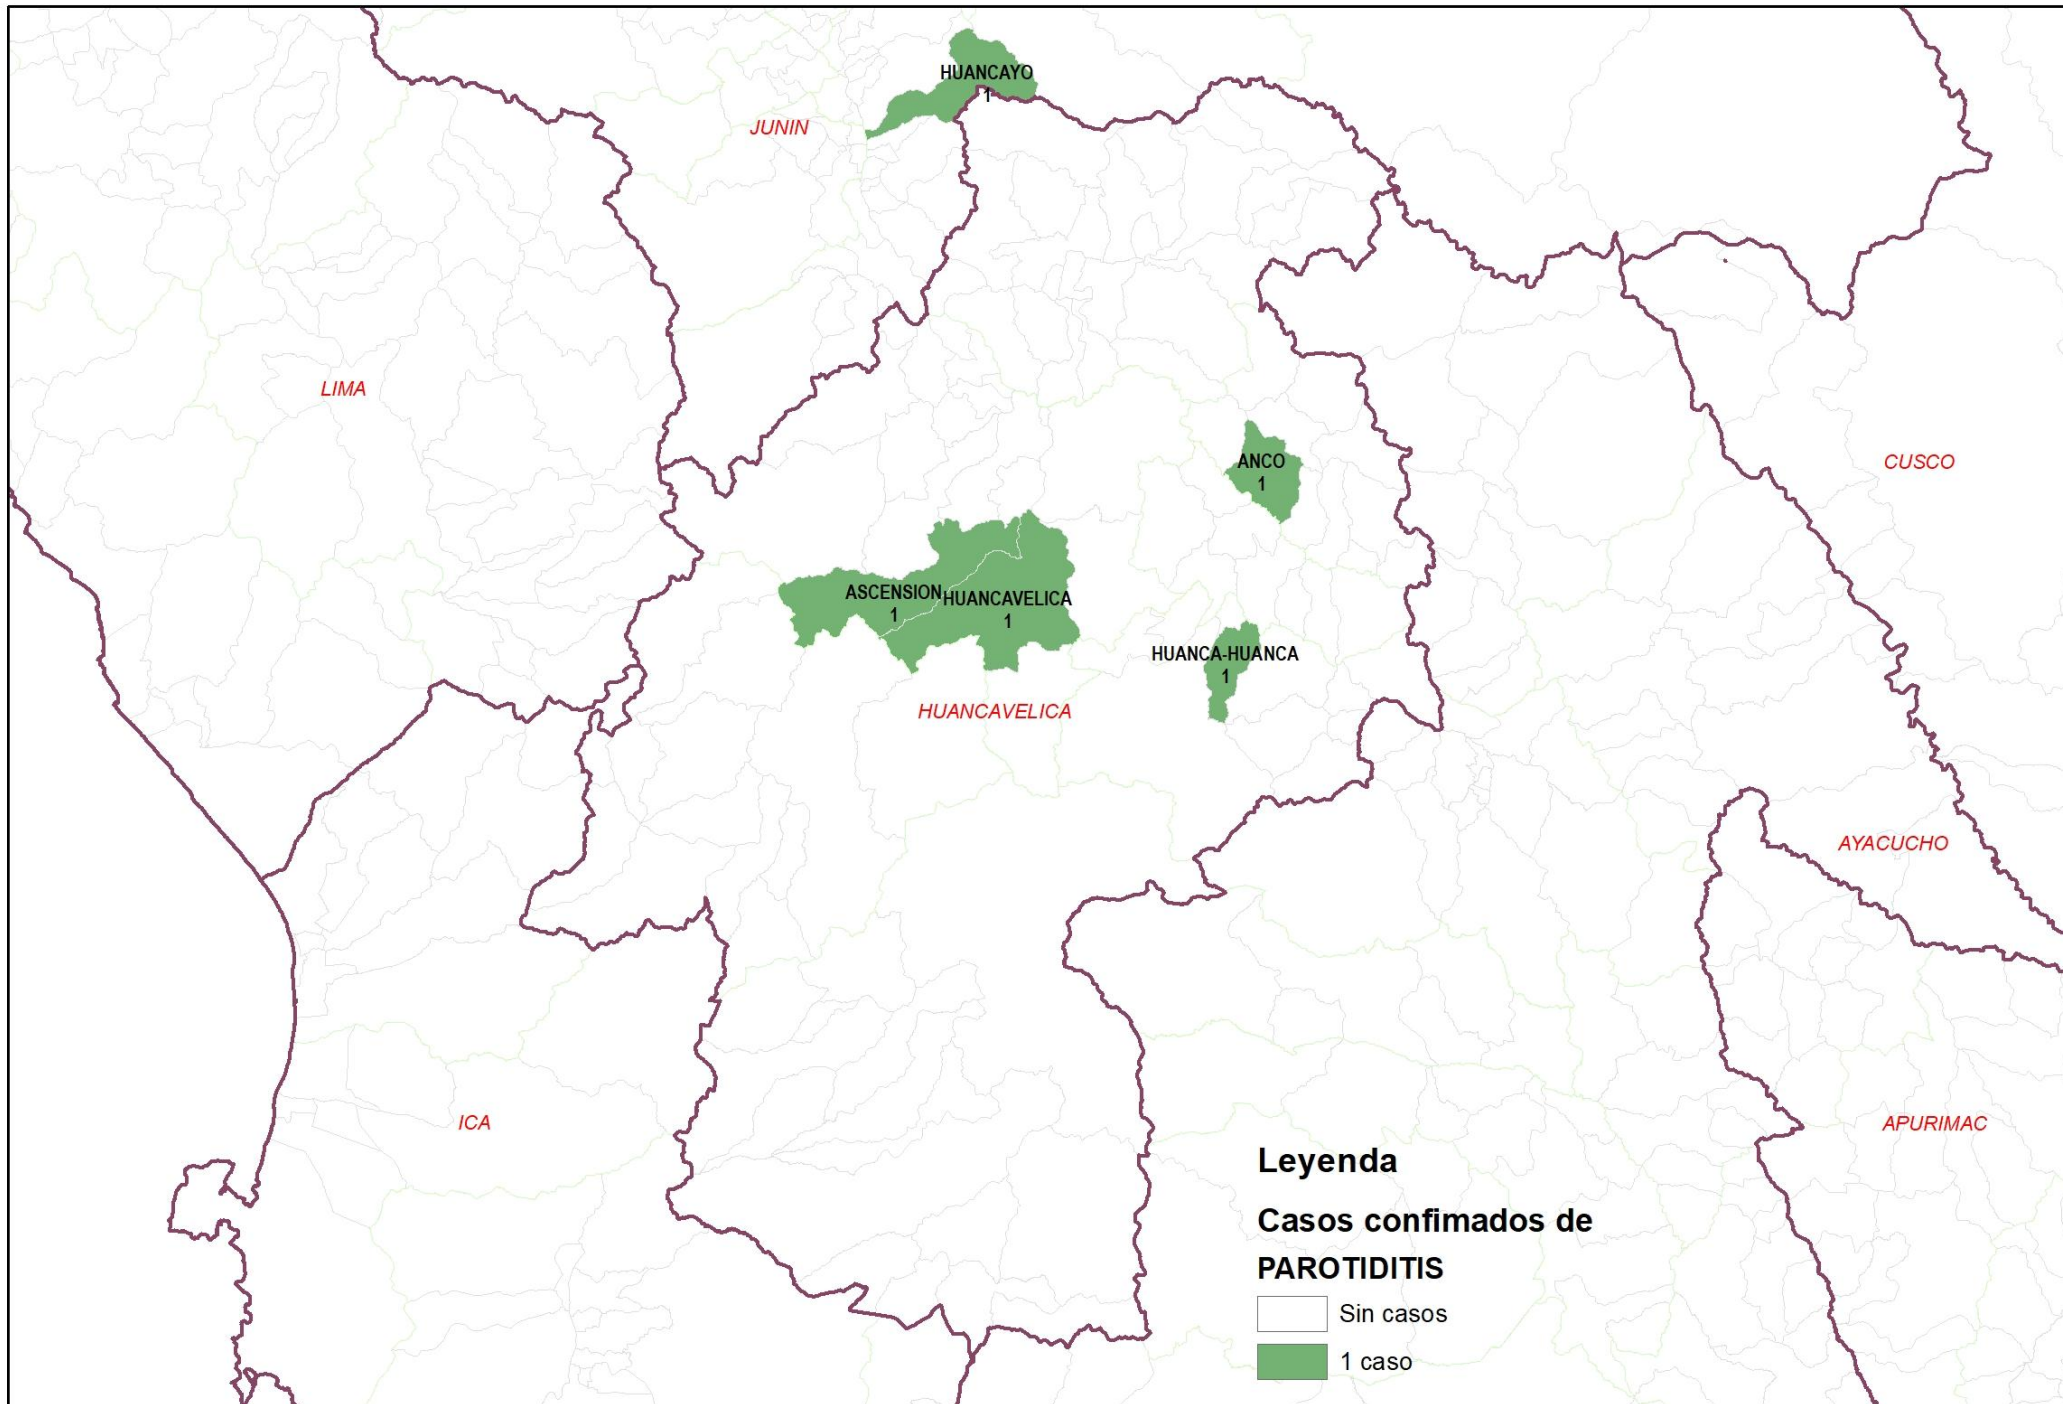 HUANCAYO
1
JUNIN
LIMA
ANCO
1
CUSCO
ASCENSION
1
HUANCAVELICA
1
HUANCA-HUANCA
1
HUANCAVELICA
AYACUCHO
ICA
APURIMAC
Leyenda
Casos confimados de
PAROTIDITIS
Sin casos
1 caso